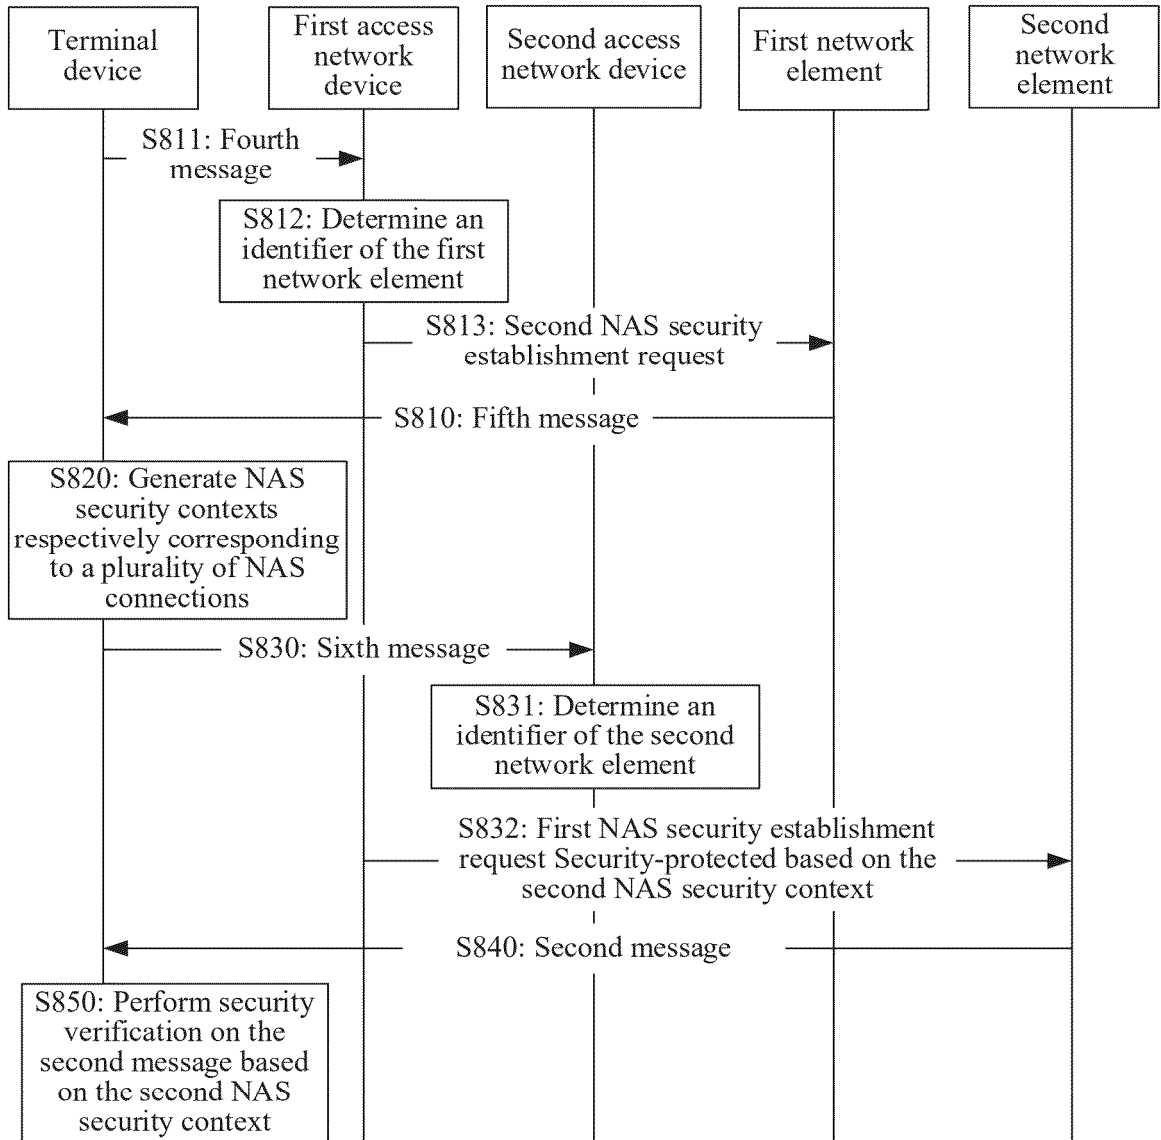 Terminal
device
First access
network
device
Second access
network device
First network
element
Second
network
element
S811: Fourth
message
S812: Determine an
identifier of the first
network element
S813: Second NAS security
establishment request
S810: Fifth message
S820: Generate NAS
security contexts
respectively corresponding
to a plurality of NAS
connections
S830: Sixth message
S831: Determine an
identifier of the second
network element
S832: First NAS security establishment
request Security-protected based on the
second NAS security context
S840: Second message
S850: Perform security
verification on the
second message based
on the second NAS
security context